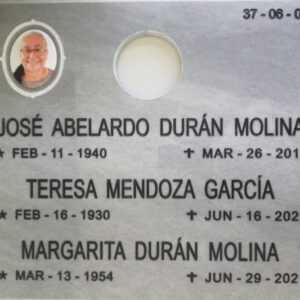 37-06-0
JOSÉ ABELARDO DURÁN MOLINA
★ FEB - 11 - 1940 ✝ MAR - 26 - 201
TERESA MENDOZA GARCÍA
★ FEB - 16 - 1930 ✝ JUN - 16 - 202
MARGARITA DURÁN MOLINA
★ MAR - 13 - 1954 ✝ JUN - 29 - 202